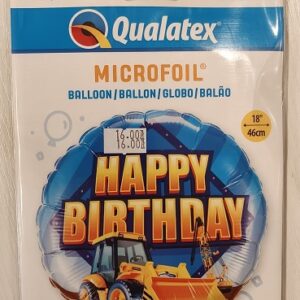 Qualatex®
MICROFOIL®
BALLOON/BALLON/GLOBO/BALÃO
18"
46cm
16.00
16.00
HAPPY
BIRTHDAY